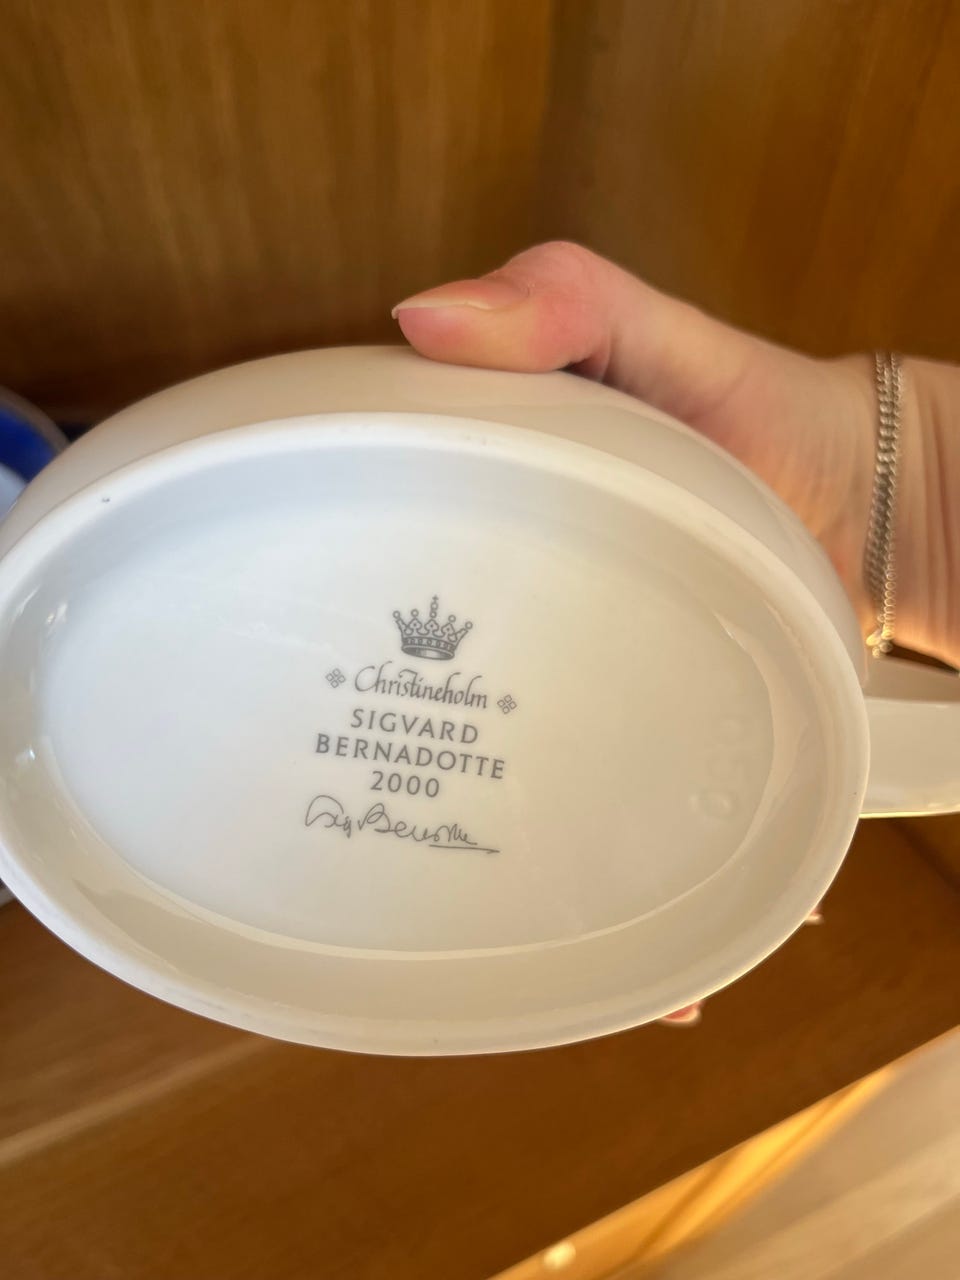 Christineholm
SIGVARD
BERNADOTTE
2000